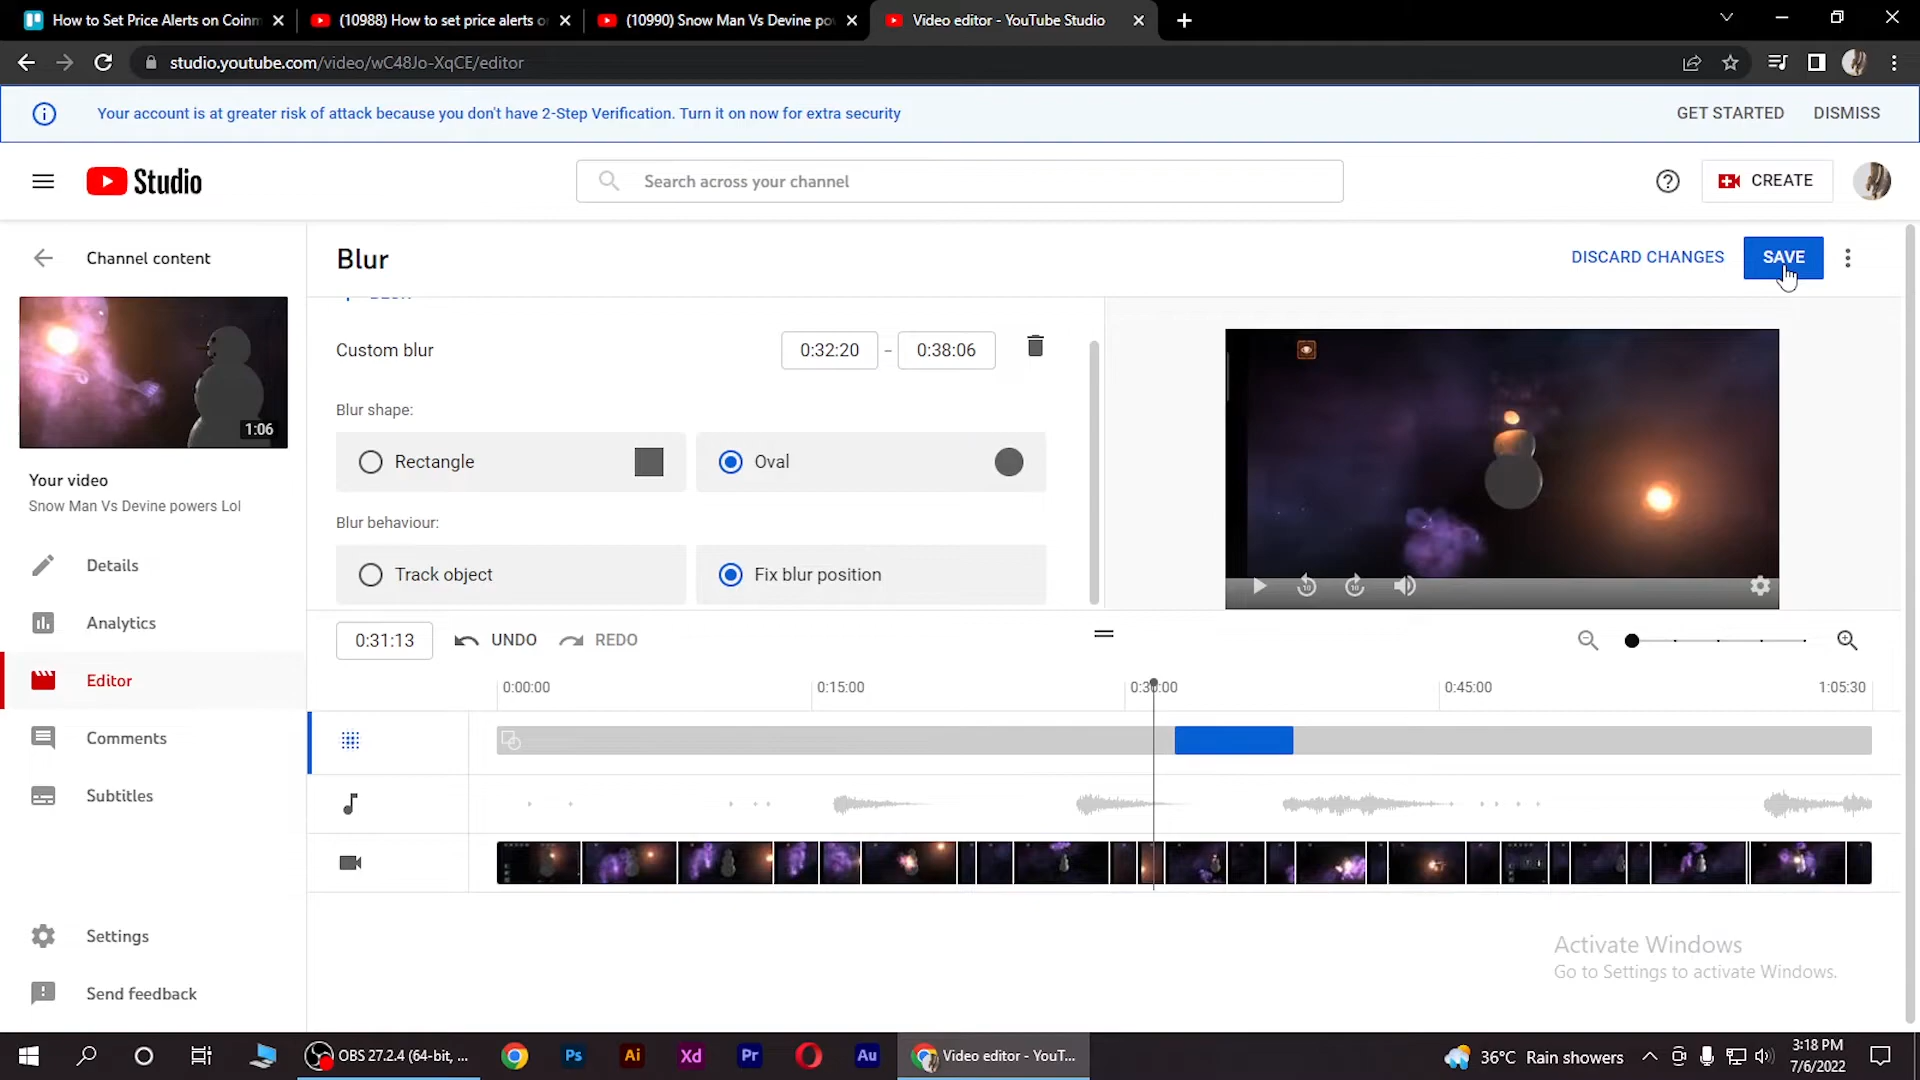 How to Set Price Alerts on Coinm
(10988) How to set price alerts o
(10990) Snow Man Vs Devine po
Video editor - YouTube Studio
studio.youtube.com/video/wC48Jo-XqCE/editor
Your account is at greater risk of attack because you don't have 2-Step Verification. Turn it on now for extra security
GET STARTED
DISMISS
Studio
Search across your channel
CREATE
Channel content
Blur
DISCARD CHANGES
SAVE
Custom blur
0:32:20 - 0:38:06
Blur shape:
1:06
Rectangle
Oval
Your video
Snow Man Vs Devine powers Lol
Blur behaviour:
Track object
Fix blur position
Details
Analytics
Editor
Comments
Subtitles
Settings
Send feedback
0:31:13
UNDO
REDO
0:00:00
0:15:00
0:30:00
0:45:00
1:05:30
Activate Windows
Go to Settings to activate Windows.
OBS 27.2.4 (64-bit, ...
Ps
Ai
Xd
Pr
Au
Video editor - YouT...
36°C Rain showers
3:18 PM
7/6/2022